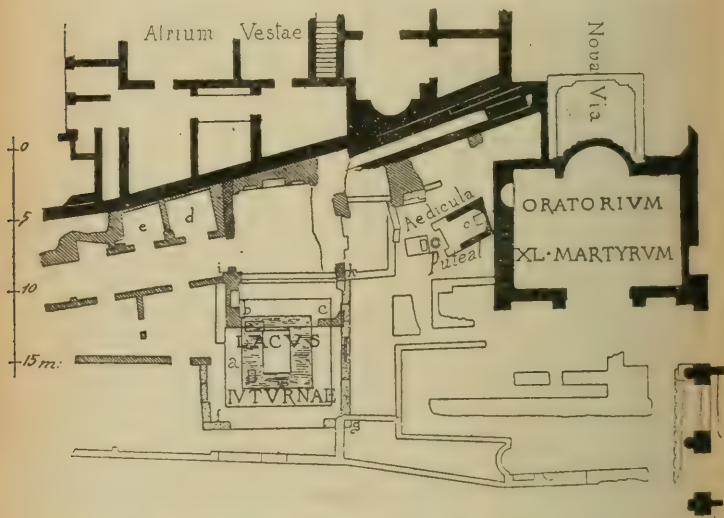 Atrium Vestae
Nova Via
0
5
10
15 m:
e
d
Aedicula
Puteal
c
ORATORIVM
XL·MARTYRVM
i
h
b
c
LACVS
a
IVTVRNAE
f
g